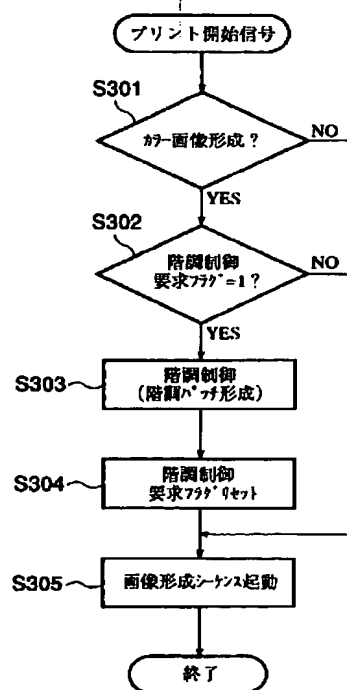 プリント開始信号
S301
カラー画像形成？
NO
YES
S302
階調制御
要求フラグ=1？
NO
YES
S303
階調制御
(階調パッチ形成)
S304
階調制御
要求フラグリセット
S305
画像形成シーケンス起動
終了